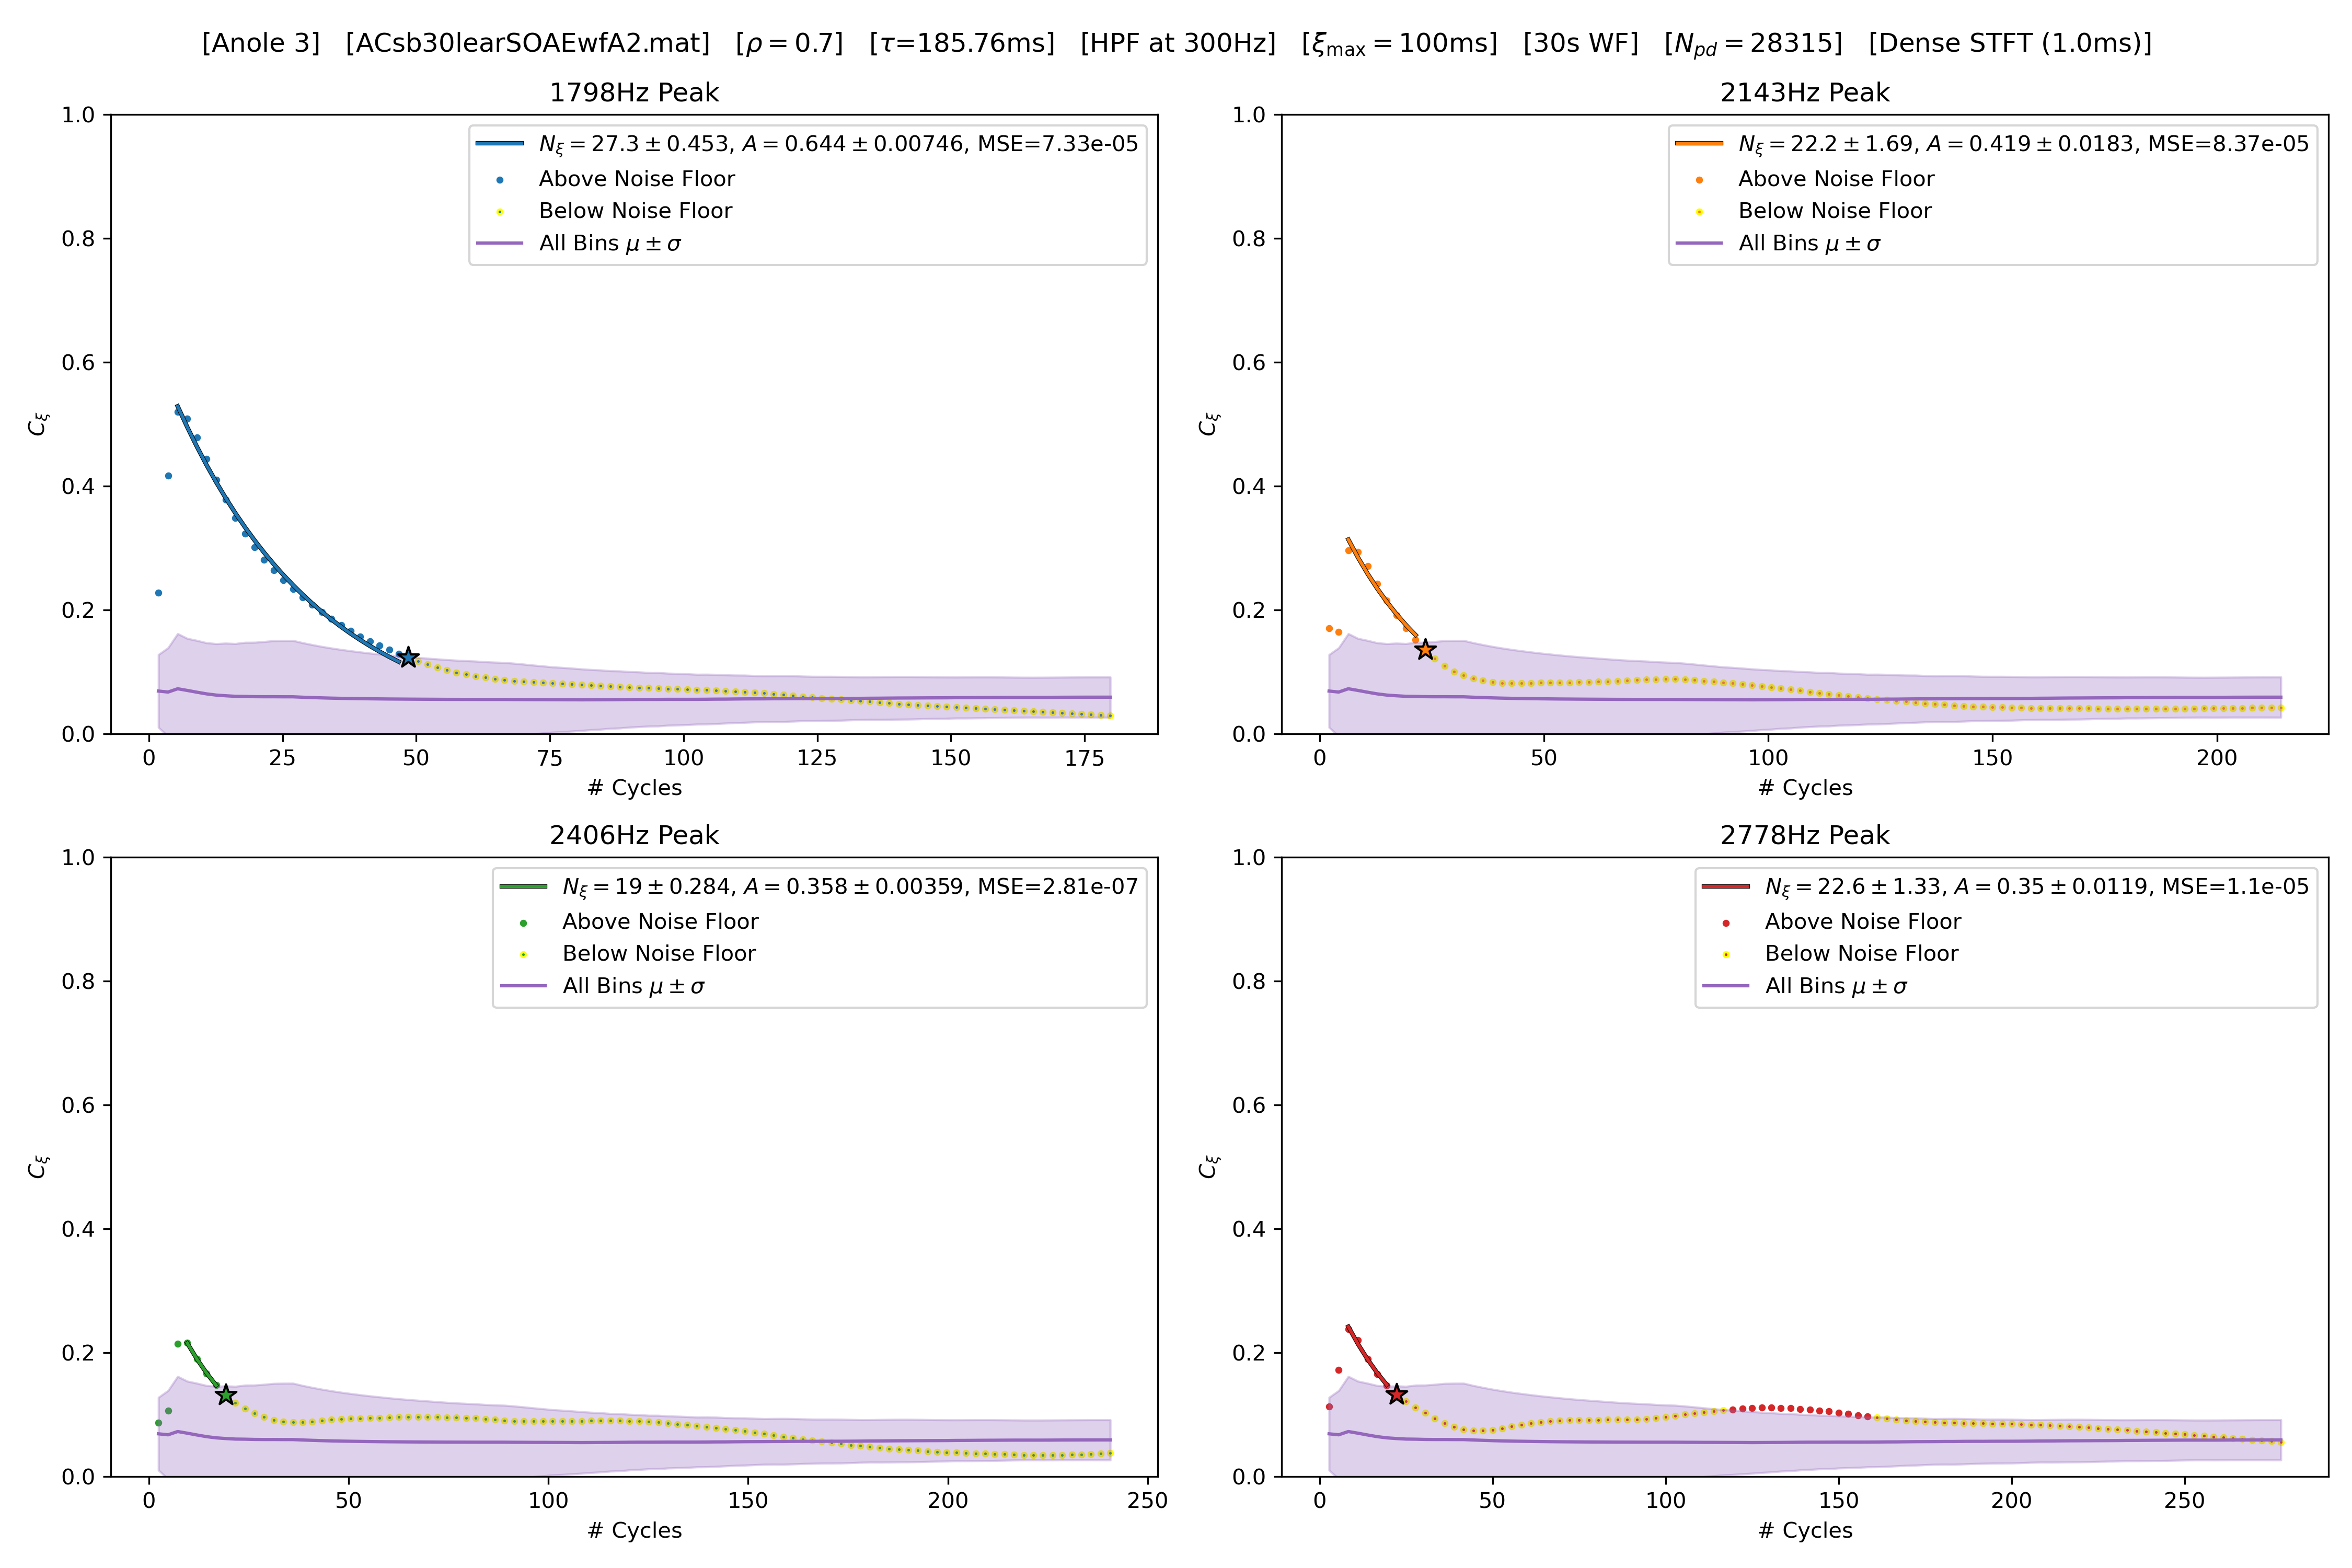 [Anole 3] [ACsb30learSOAEwfA2.mat] [ρ = 0.7] [τ=185.76ms] [HPF at 300Hz] [ξmax = 100ms] [30s WF] [Npd = 28315] [Dense STFT (1.0ms)]
1798Hz Peak
Nξ = 27.3 ± 0.453, A = 0.644 ± 0.00746, MSE=7.33e-05
Above Noise Floor
Below Noise Floor
All Bins μ ± σ
1.0
0.8
0.6
0.4
0.2
0.0
Cξ
0 25 50 75 100 125 150 175
# Cycles
2143Hz Peak
Nξ = 22.2 ± 1.69, A = 0.419 ± 0.0183, MSE=8.37e-05
Above Noise Floor
Below Noise Floor
All Bins μ ± σ
1.0
0.8
0.6
0.4
0.2
0.0
Cξ
0 50 100 150 200
# Cycles
2406Hz Peak
Nξ = 19 ± 0.284, A = 0.358 ± 0.00359, MSE=2.81e-07
Above Noise Floor
Below Noise Floor
All Bins μ ± σ
1.0
0.8
0.6
0.4
0.2
0.0
Cξ
0 50 100 150 200 250
# Cycles
2778Hz Peak
Nξ = 22.6 ± 1.33, A = 0.35 ± 0.0119, MSE=1.1e-05
Above Noise Floor
Below Noise Floor
All Bins μ ± σ
1.0
0.8
0.6
0.4
0.2
0.0
Cξ
0 50 100 150 200 250
# Cycles